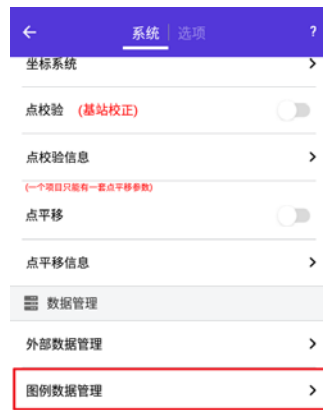 系统 | 选项 ?
坐标系统
点校验 (基站校正)
点校验信息
(一个项目只能有一套点平移参数)
点平移
点平移信息
数据管理
外部数据管理
图例数据管理